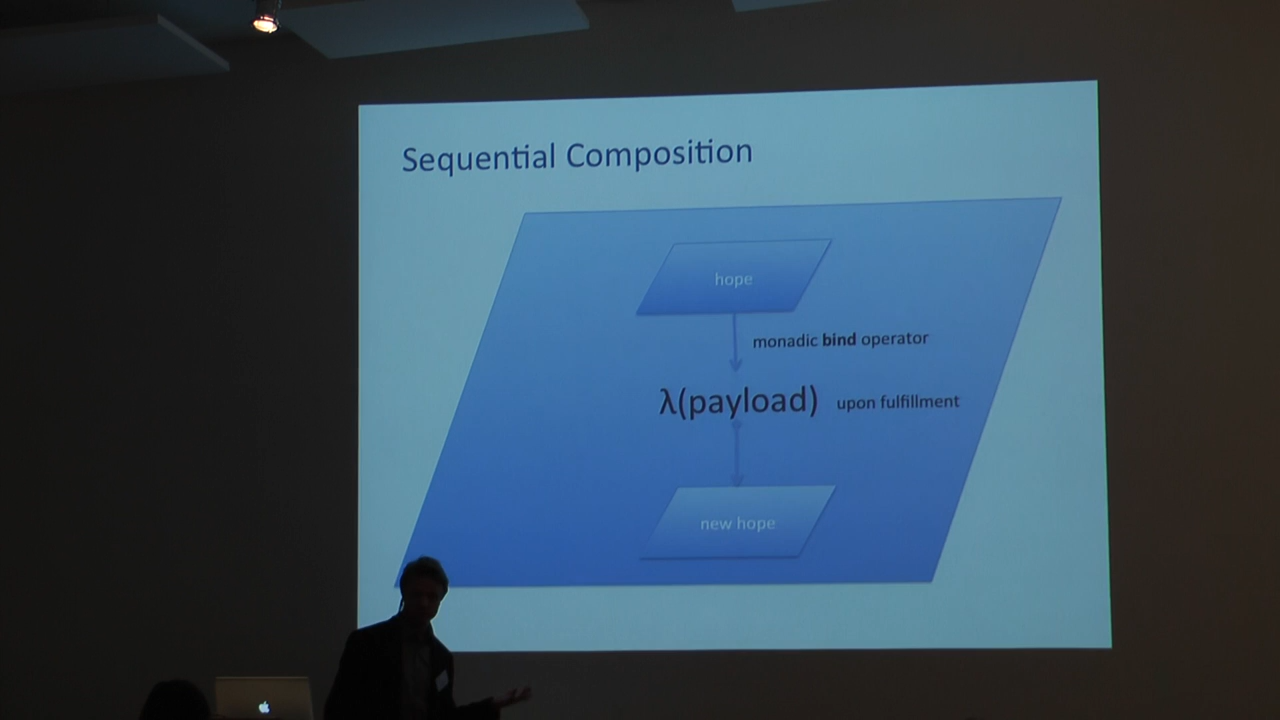 Sequential Composition
hope
monadic bind operator
λ(payload) upon fulfillment
new hope